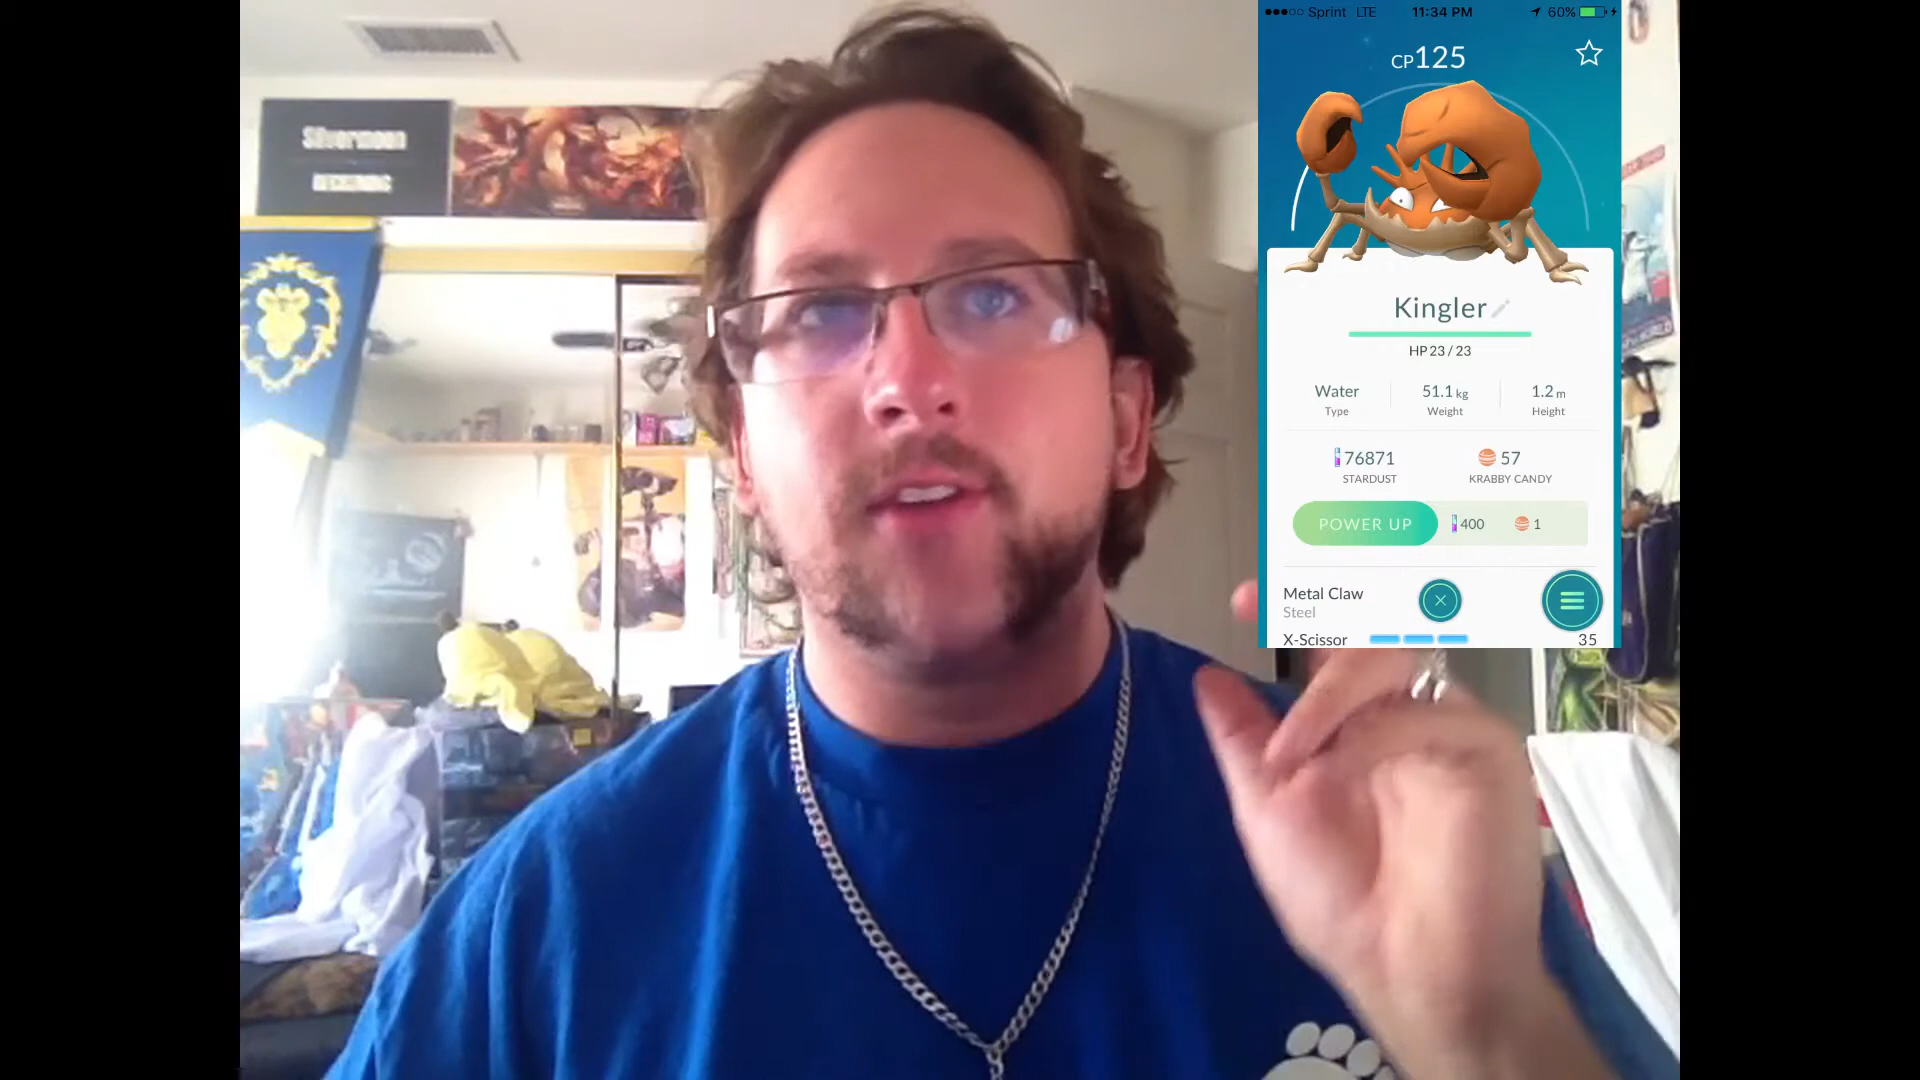 Sprint LTE 11:34 PM 60%
CP125
Kingler
HP 23 / 23
Water 51.1 kg 1.2 m
Type Weight Height
76871 57
STARDUST KRABBY CANDY
POWER UP 400 1
Metal Claw
Steel
X-Scissor 35
Silvermoon